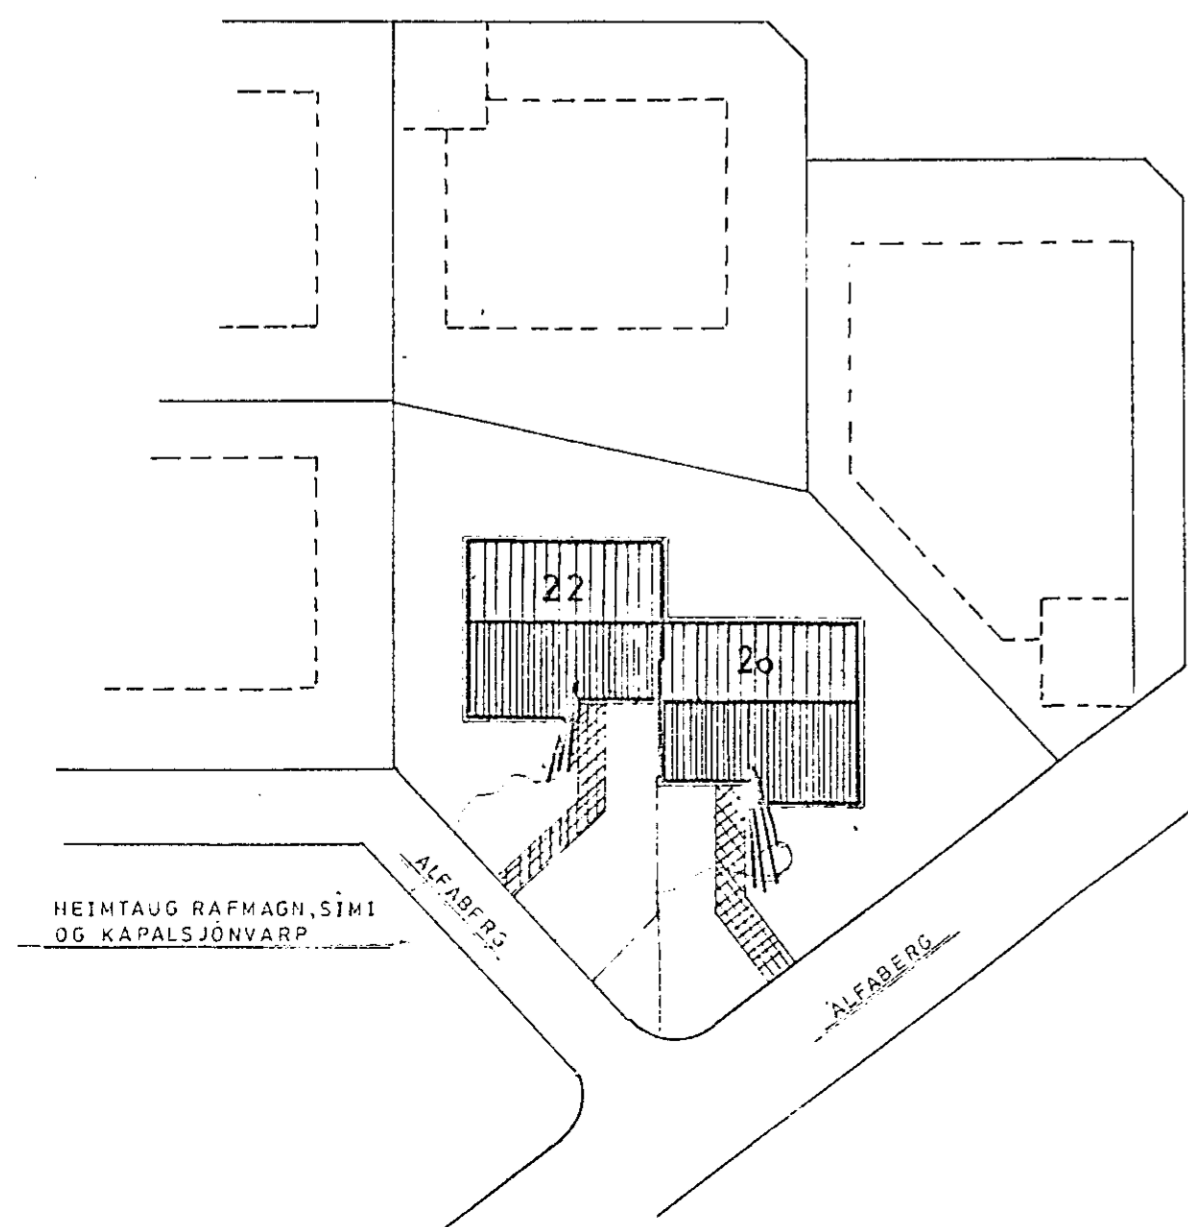 22
20
ÁLFABERG
HEIMTAUG RAFMAGN, SÍMI
OG KAPALSJÓNVARP
ÁLFABERG